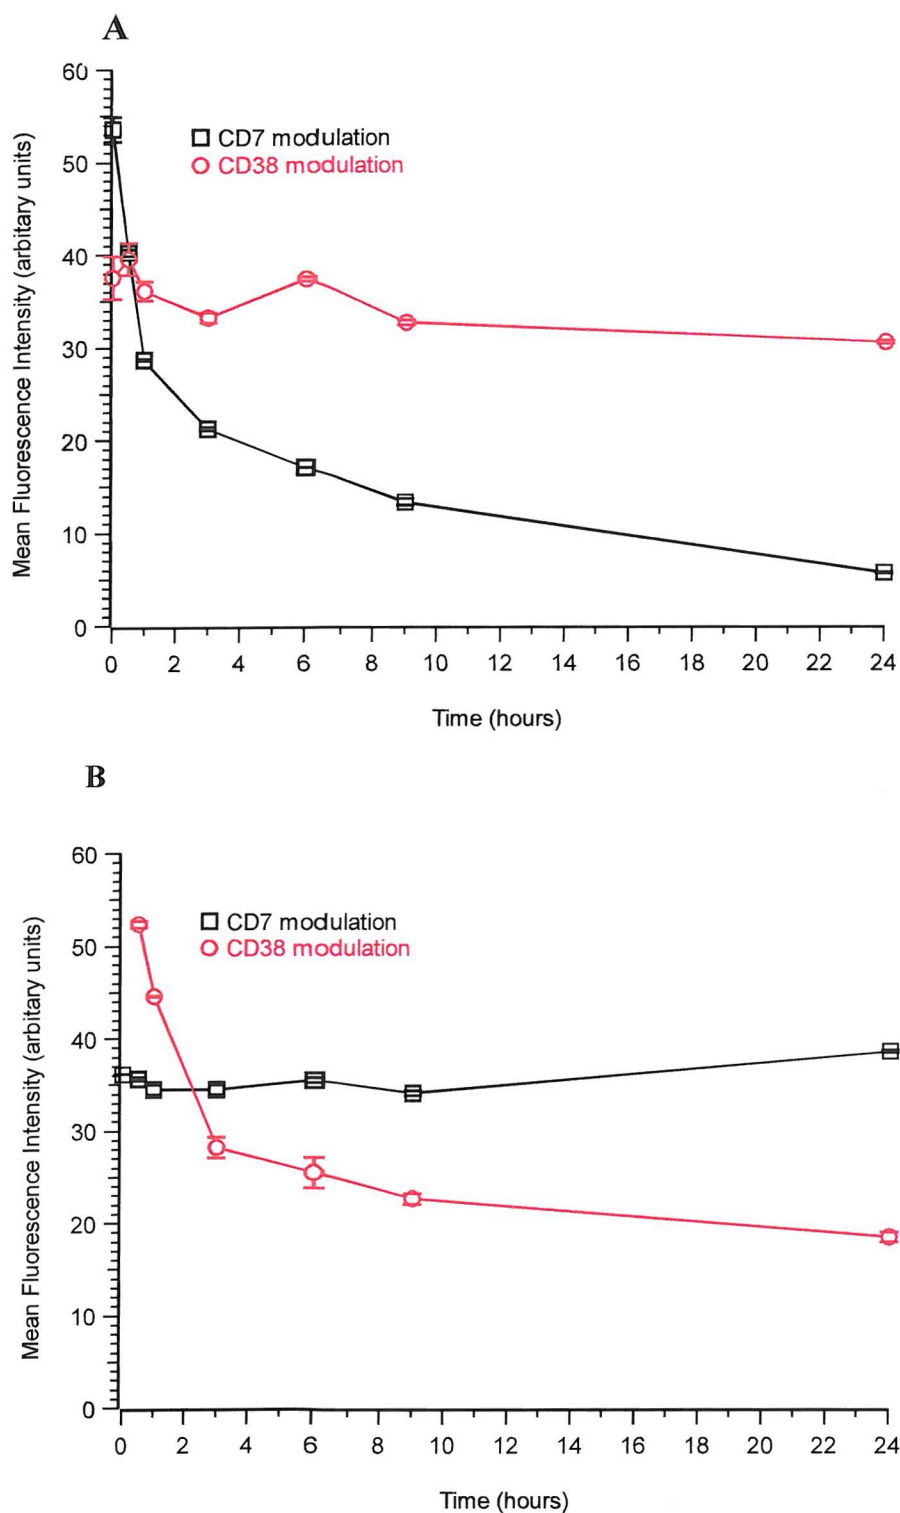 A
60
50
40
30
20
10
0
Mean Fluorescence Intensity (arbitary units)
CD7 modulation
CD38 modulation
0 2 4 6 8 10 12 14 16 18 20 22 24
Time (hours)
B
60
50
40
30
20
10
0
Mean Fluorescence Intensity (arbitary units)
CD7 modulation
CD38 modulation
0 2 4 6 8 10 12 14 16 18 20 22 24
Time (hours)